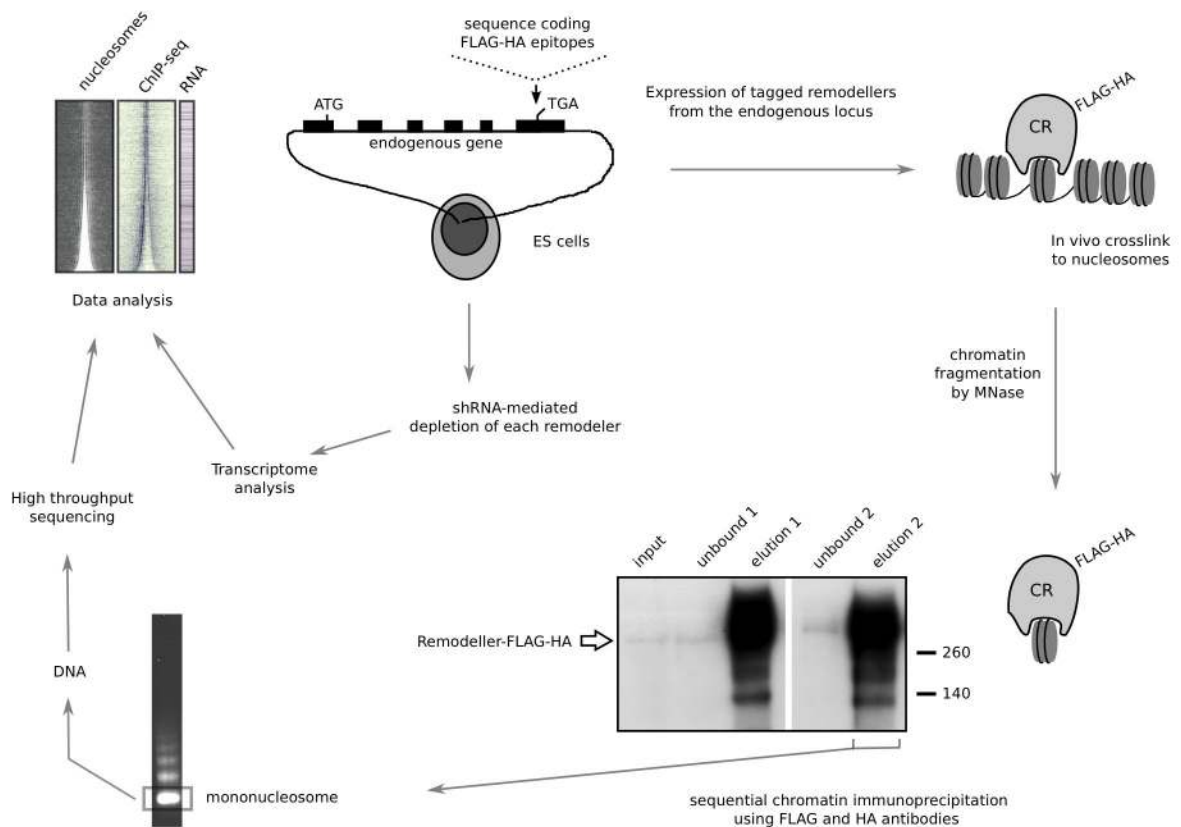 nucleosomes
ChIP-seq
RNA
Data analysis
sequence coding
FLAG-HA epitopes
ATG
TGA
endogenous gene
ES cells
Expression of tagged remodellers
from the endogenous locus
FLAG-HA
CR
In vivo crosslink
to nucleosomes
chromatin
fragmentation
by MNase
shRNA-mediated
depletion of each remodeler
Transcriptome
analysis
High throughput
sequencing
DNA
mononucleosome
input
unbound 1
elution 1
unbound 2
elution 2
Remodeller-FLAG-HA
260
140
FLAG-HA
CR
sequential chromatin immunoprecipitation
using FLAG and HA antibodies